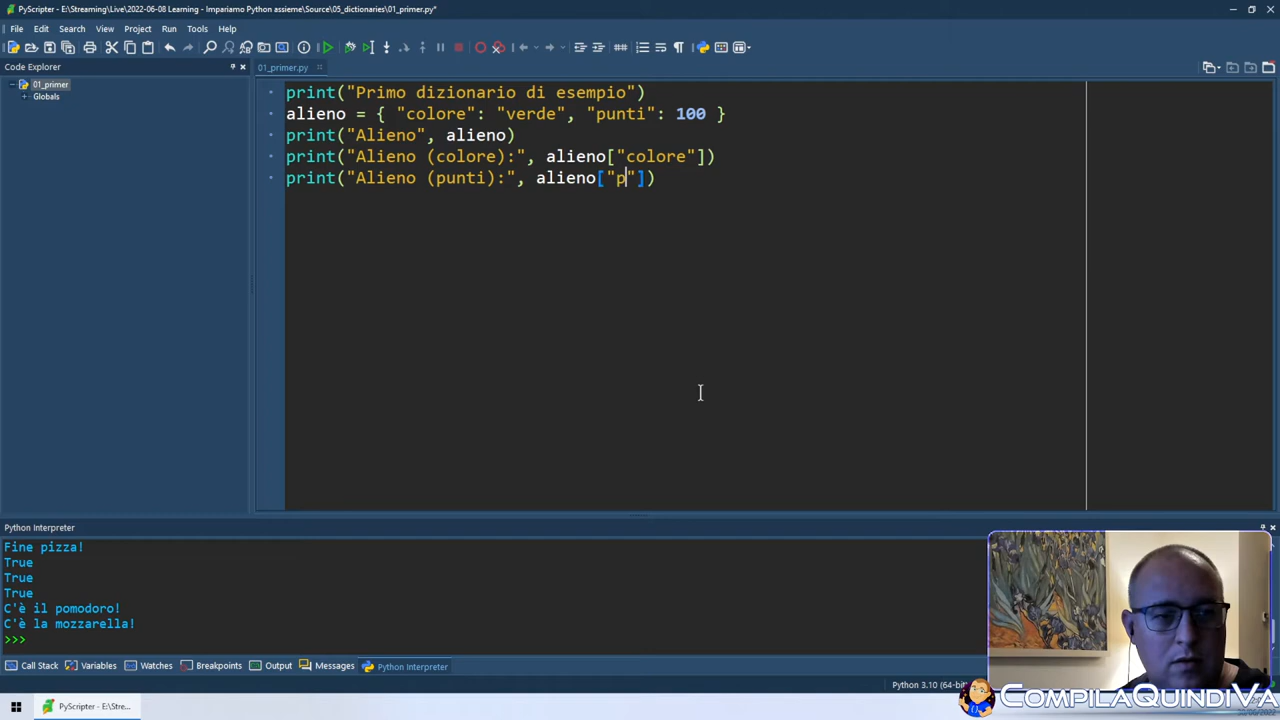 PyScripter - E:\Streaming\Live\2022-06-08 Learning - Impariamo Python assieme\Source\05_dictionaries\01_primer.py*
File Edit Search View Project Run Tools Help
Code Explorer
01_primer.py
01_primer
Globals
print("Primo dizionario di esempio")
alieno = { "colore": "verde", "punti": 100 }
print("Alieno", alieno)
print("Alieno (colore):", alieno["colore"])
print("Alieno (punti):", alieno["p"])
Python Interpreter
Fine pizza!
True
True
True
C'è il pomodoro!
C'è la mozzarella!
>>>
Call Stack Variables Watches Breakpoints Output Messages Python Interpreter
Python 3.10 (64-bit)
COMPILAQUINDIVA
PyScripter - E:\Stre...